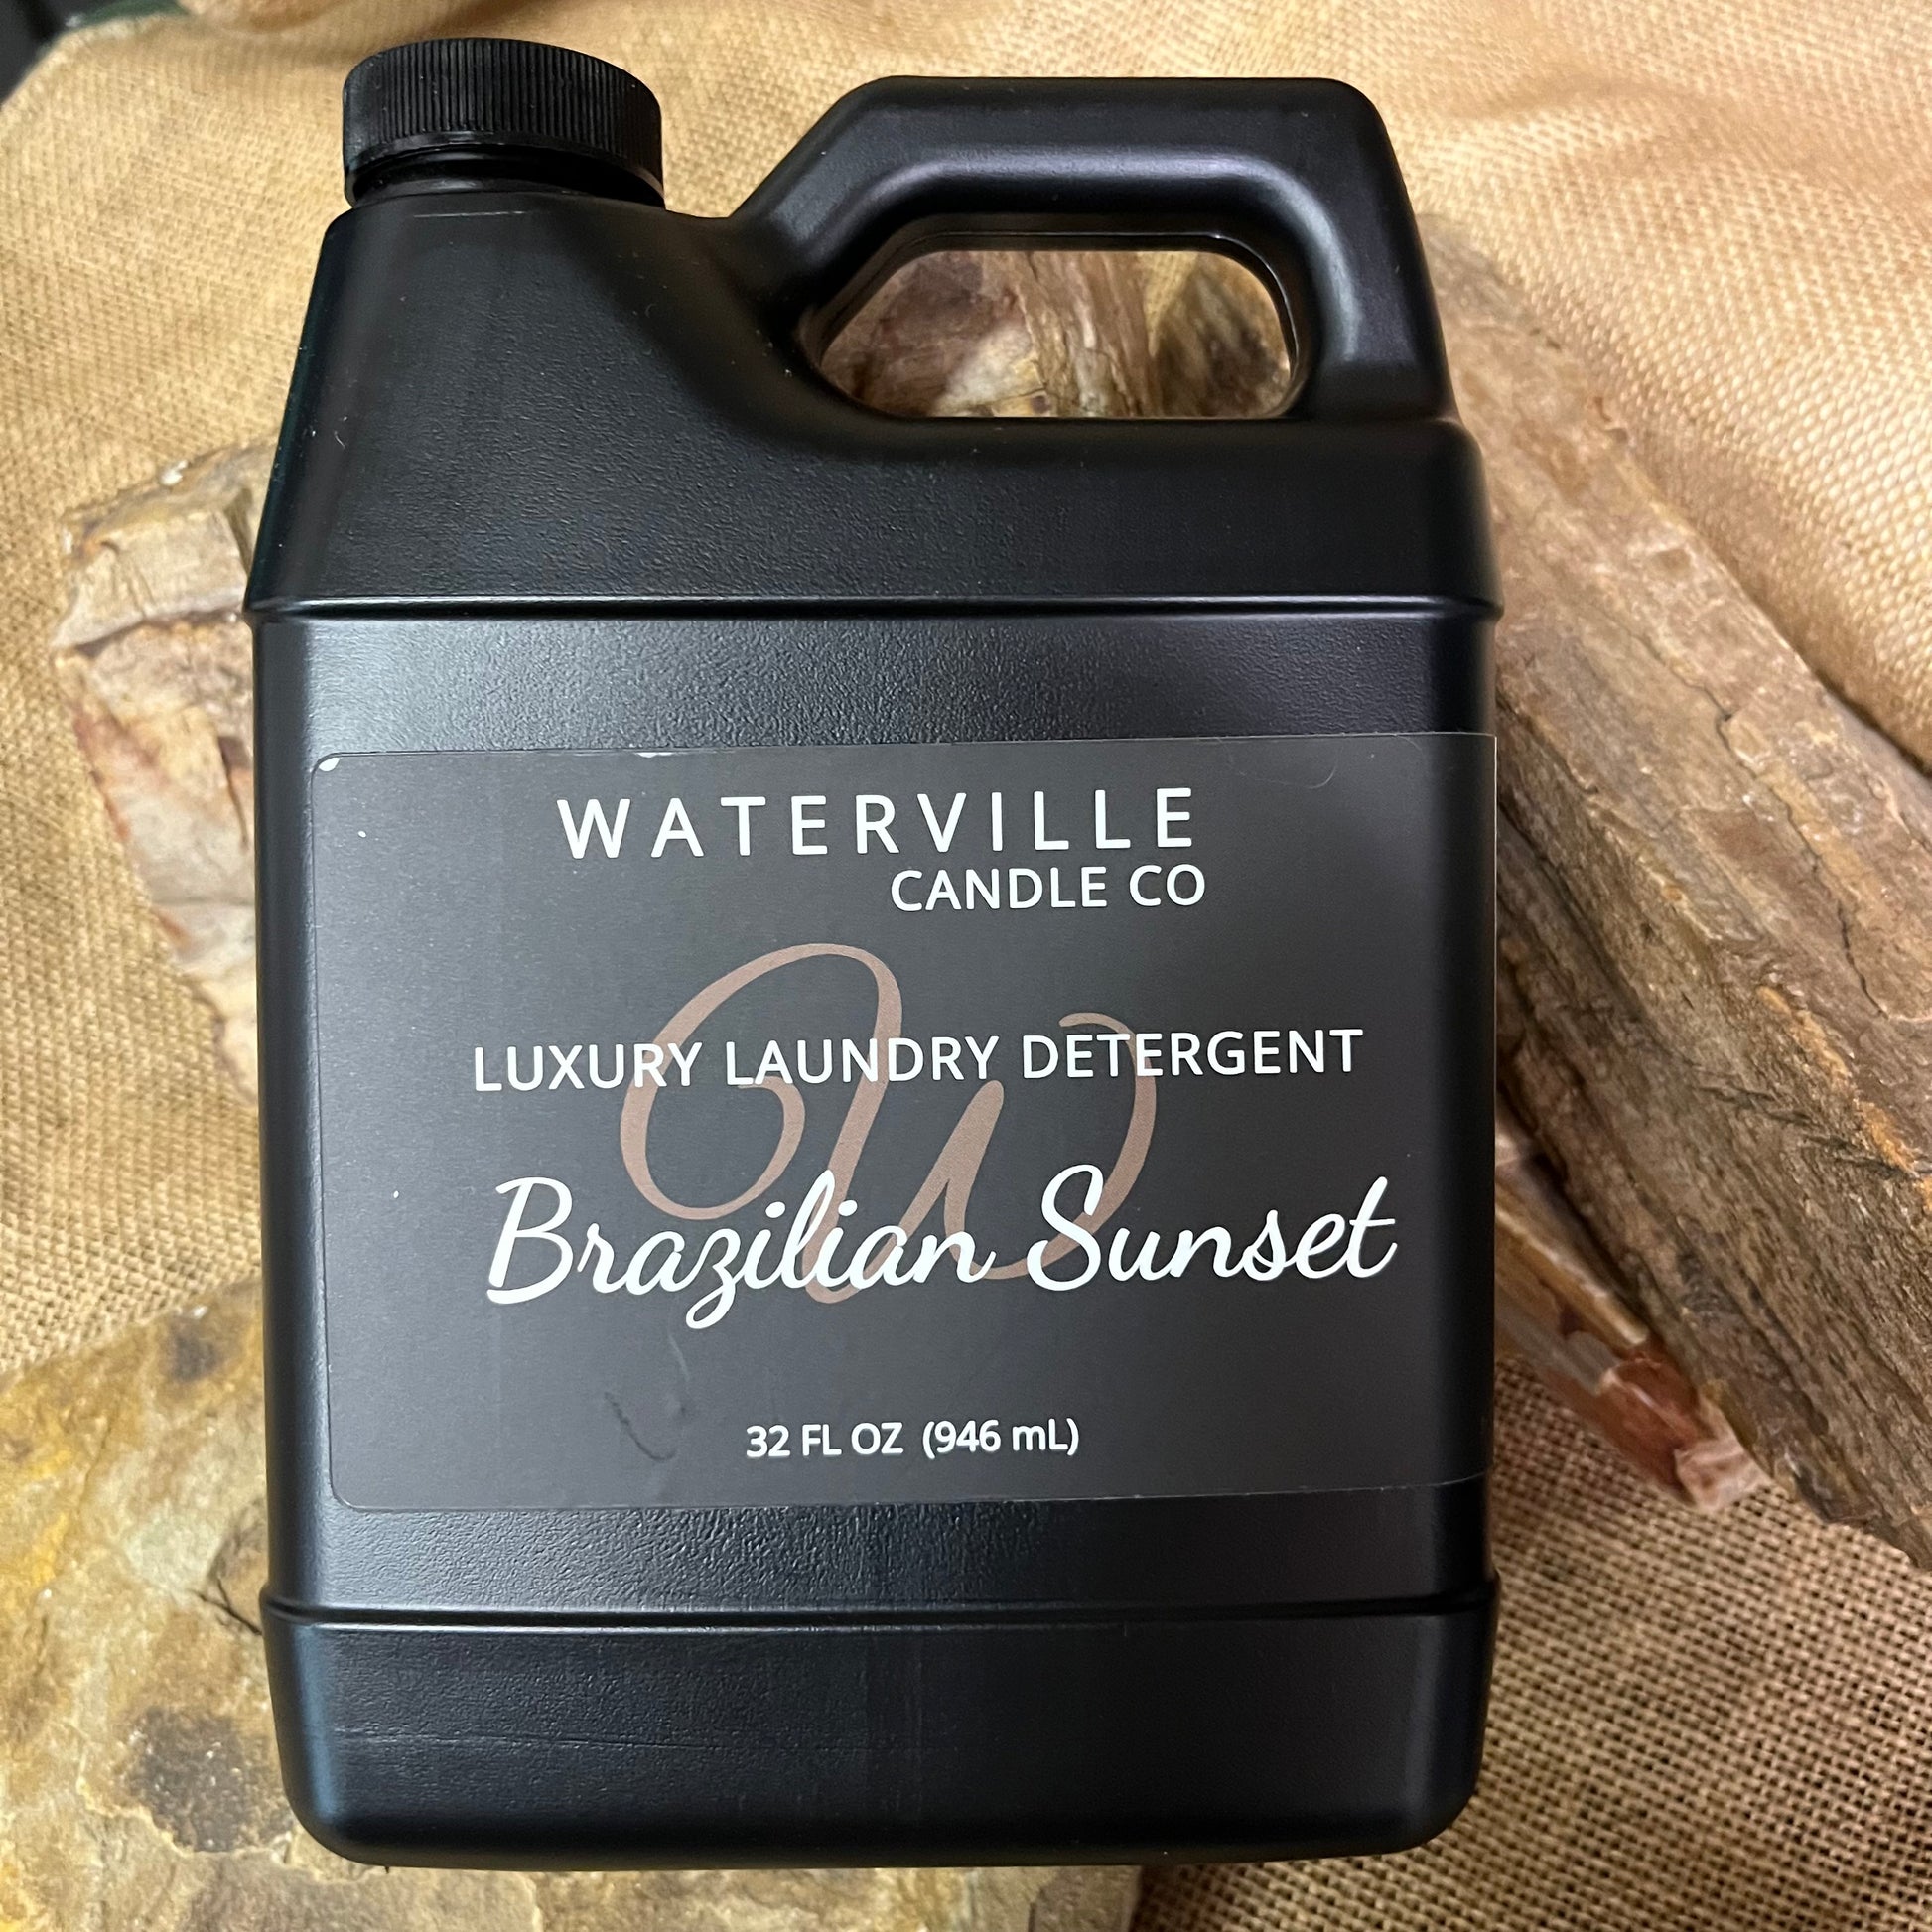 WATERVILLE
CANDLE CO
W
LUXURY LAUNDRY DETERGENT
Brazilian Sunset
32 FL OZ (946 mL)